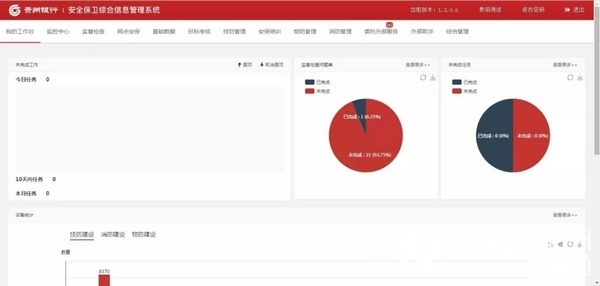 贵州银行 安全保卫综合信息管理系统 当前版本：1.3.5.6 贵阳测试 修改密码 退出
我的工作台 监控中心 监督检查 网点安保 基础数据 目标考核 技防管理 安保培训 物防管理 消防管理 委托外部服务 外部欺诈 综合管理
未完成工作 置顶 取消置顶
今日任务 0
10天内任务 0
本月任务 0
监督检查问题单 查看更多>>
已完成
未完成
已完成：1 (6.25%)
未完成：15 (93.75%)
未完成任务 查看更多>>
已完成
未完成
已完成：0 (0%) 未完成：0 (0%)
设备统计 查看更多>>
技防建设 消防建设 物防建设
数量
8370